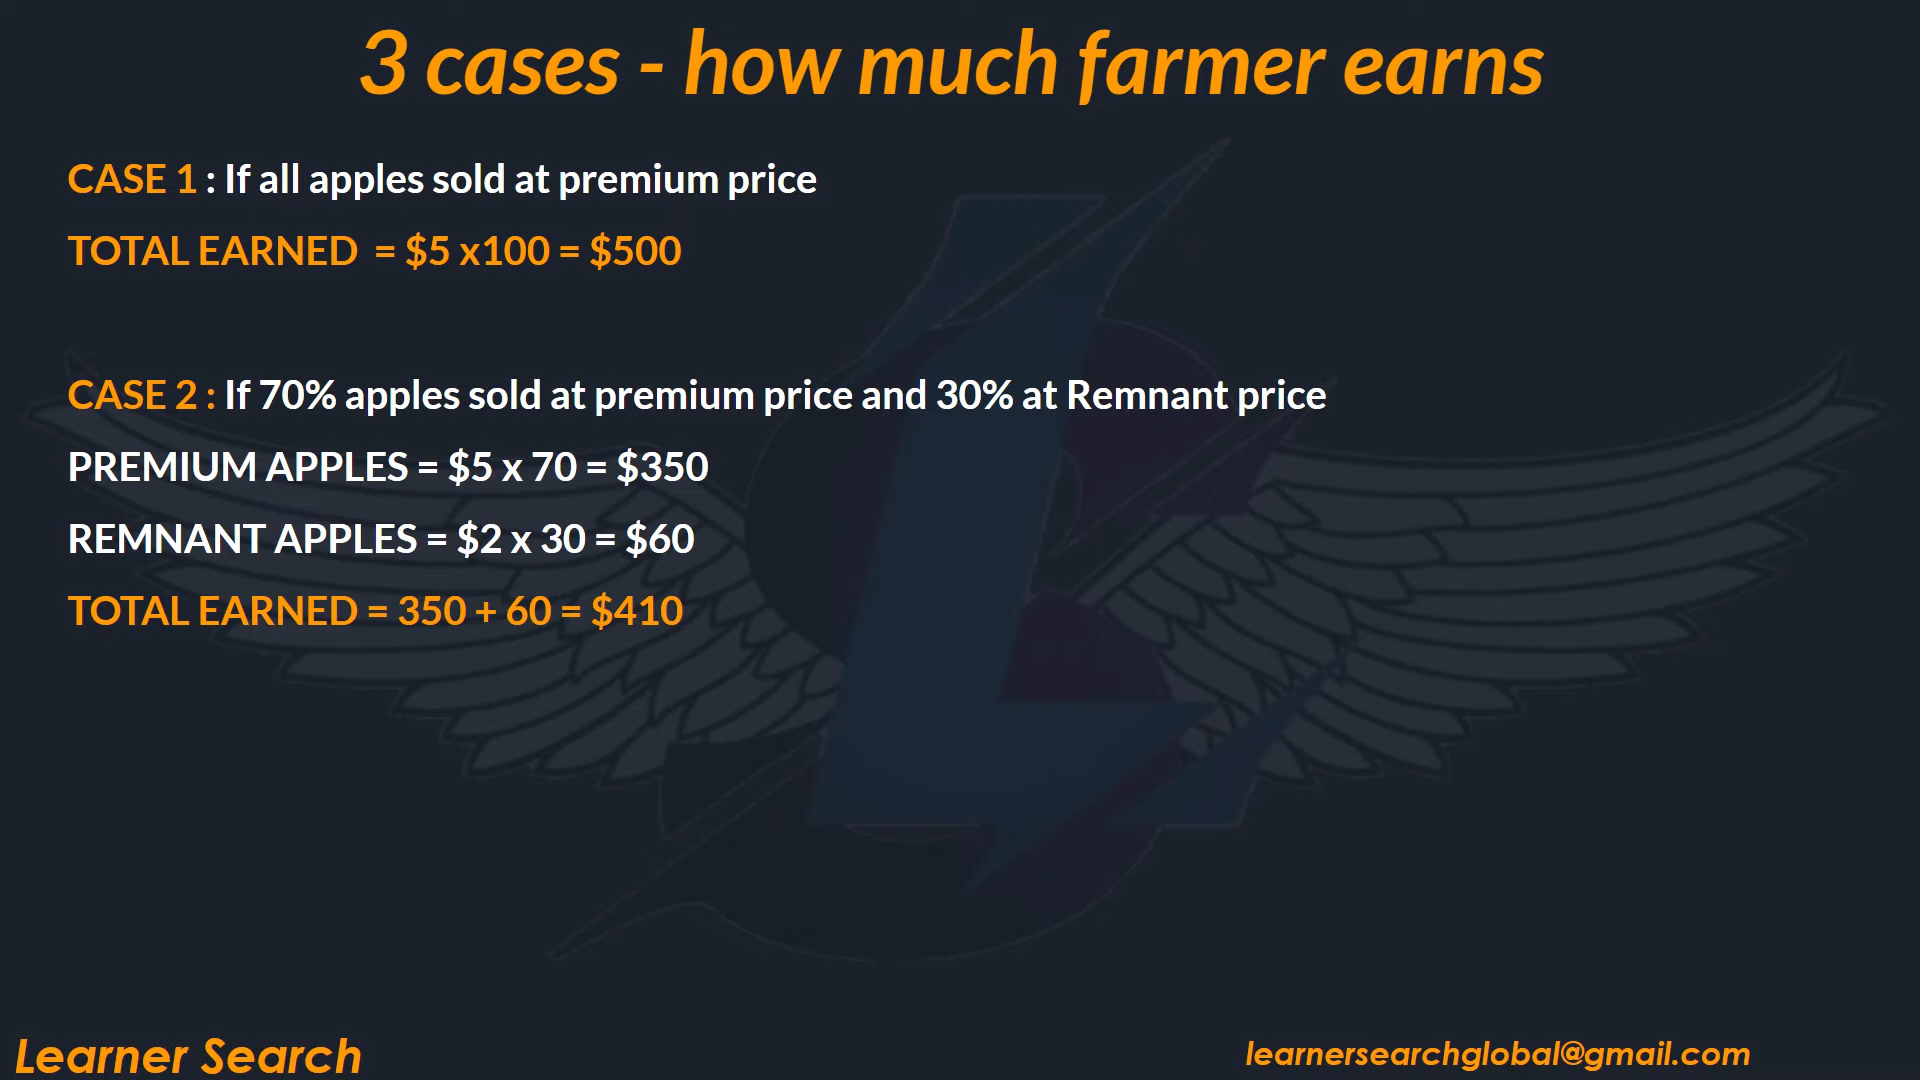 3 cases - how much farmer earns
CASE 1 : If all apples sold at premium price
TOTAL EARNED = $5 x100 = $500
CASE 2 : If 70% apples sold at premium price and 30% at Remnant price
PREMIUM APPLES = $5 x 70 = $350
REMNANT APPLES = $2 x 30 = $60
TOTAL EARNED = 350 + 60 = $410
Learner Search
learnersearchglobal@gmail.com